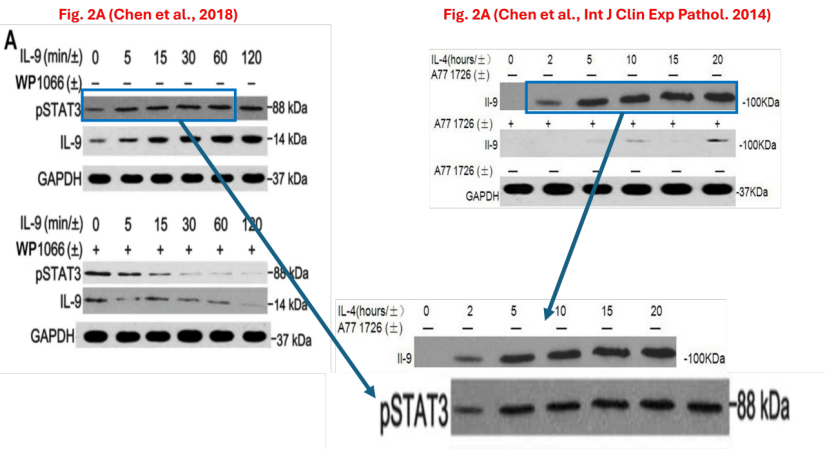 Fig. 2A (Chen et al., 2018)
Fig. 2A (Chen et al., Int J Clin Exp Pathol. 2014)
A
IL-9 (min/±) 0 5 15 30 60 120
WP1066 (±) – – – – – –
pSTAT3 –88 kDa
IL-9 –14 kDa
GAPDH –37 kDa
IL-9 (min/±) 0 5 15 30 60 120
WP1066 (±) + + + + + +
pSTAT3 –88 kDa
IL-9 –14 kDa
GAPDH –37 kDa
IL-4(hours/±) 0 2 5 10 15 20
A77 1726 (±) – – – – – –
Il-9 -100KDa
A77 1726 (±) + + + + + +
Il-9 -100KDa
A77 1726 (±) – – – – – –
GAPDH -37KDa
IL-4(hours/±) 0 2 5 10 15 20
A77 1726 (±) – – – – – –
Il-9 -100KDa
pSTAT3 –88 kDa